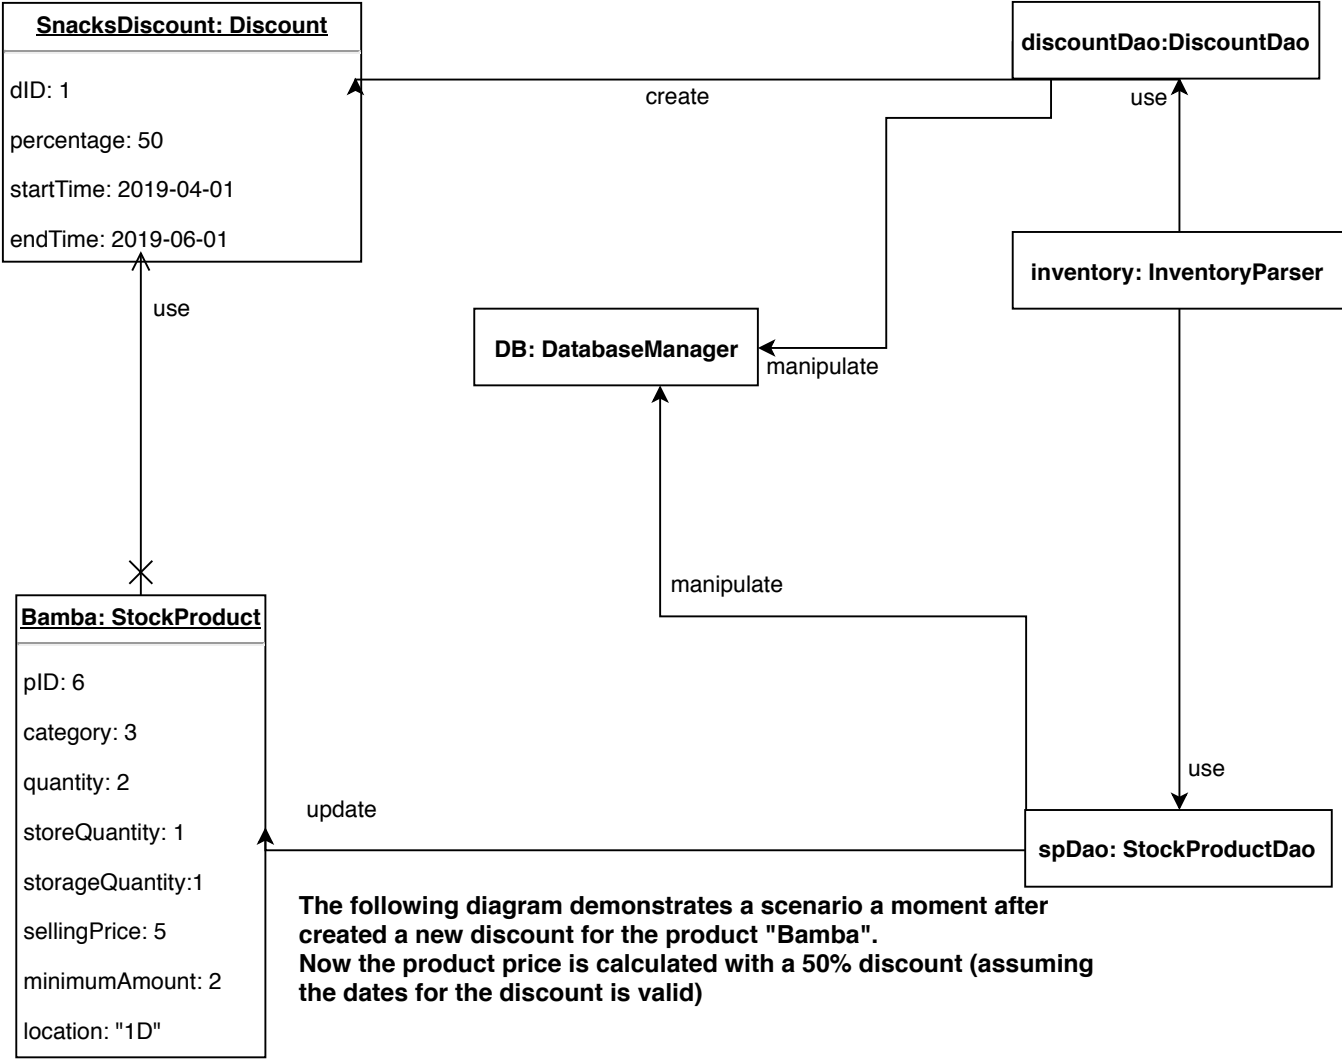 SnacksDiscount: Discount
dID: 1
percentage: 50
startTime: 2019-04-01
endTime: 2019-06-01
discountDao:DiscountDao
create
use
inventory: InventoryParser
use
DB: DatabaseManager
manipulate
manipulate
Bamba: StockProduct
pID: 6
category: 3
quantity: 2
storeQuantity: 1
storageQuantity:1
sellingPrice: 5
minimumAmount: 2
location: "1D"
use
update
spDao: StockProductDao
The following diagram demonstrates a scenario a moment after
created a new discount for the product "Bamba".
Now the product price is calculated with a 50% discount (assuming
the dates for the discount is valid)